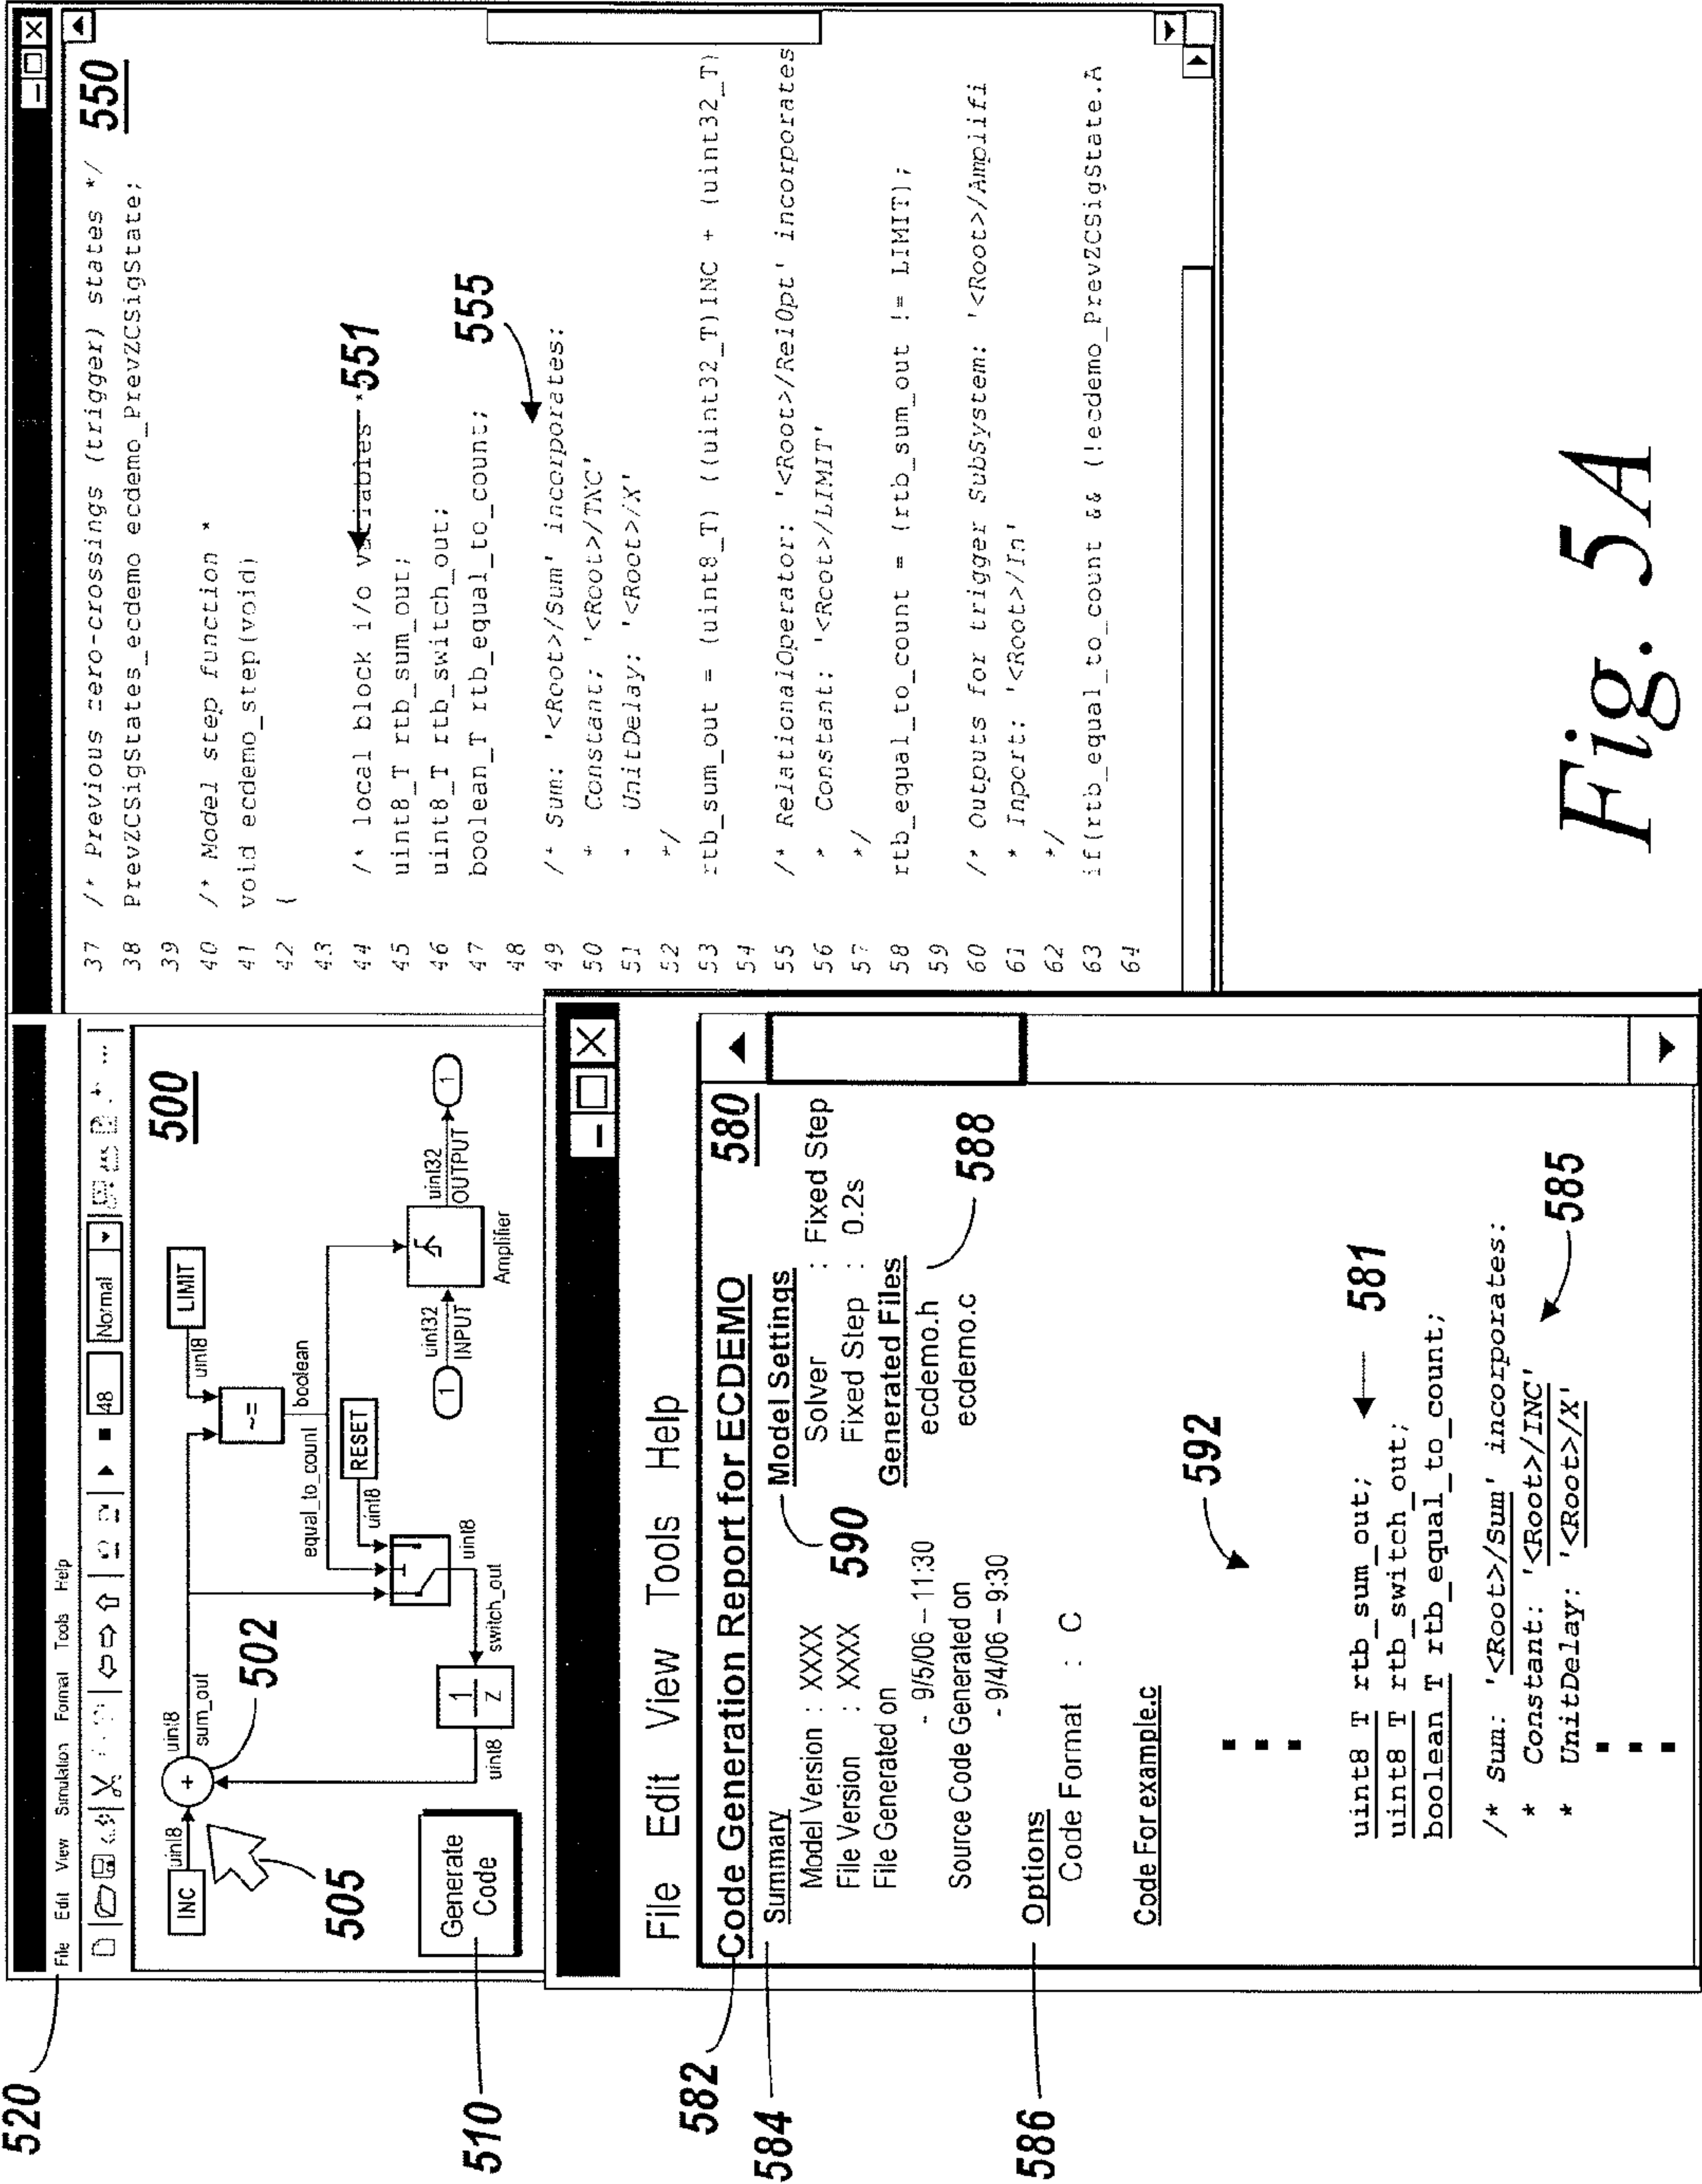 520
File Edit View Simulation Format Tools Help
48 Normal
500
INC
uint8
uint8
sum_out
502
505
uint8
LIMIT
~=
boolean
equal_to_count
RESET
uint8
uint8
switch_out
1
Z
uint8
uint32
INPUT
1
Amplifier
uint32
OUTPUT
1
Generate
Code
510
550
37 /* Previous zero-crossings (trigger) states */
38 PrevZCSigStates_ecdemo ecdemo_PrevZCSigState;
39
40 /* Model step function *
41 void ecdemo_step(void)
42 {
43
44 /* local block i/o variables *
551
45 uint8_T rtb_sum_out;
46 uint8_T rtb_switch_out;
47 boolean_T rtb_equal_to_count;
555
48
49 /* Sum: '<Root>/Sum' incorporates:
50 * Constant: '<Root>/INC'
51 * UnitDelay: '<Root>/X'
52 */
53 rtb_sum_out = (uint8_T) ((uint32_T)INC + (uint32_T)
54
55 /* RelationalOperator: '<Root>/RelOpt' incorporates
56 * Constant: '<Root>/LIMIT'
57 */
58 rtb_equal_to_count = (rtb_sum_out != LIMIT);
59
60 /* Outputs for trigger SubSystem: '<Root>/Amplifi
61 * Inport: '<Root>/In'
62 */
63 if(rtb_equal_to_count && (!ecdemo_PrevZCSigState.A
64
File Edit View Tools Help
582
Code Generation Report for ECDEMO
580
584
Summary
Model Version : XXXX
File Version : XXXX
File Generated on
- 9/5/06 – 11:30
Source Code Generated on
- 9/4/06 – 9:30
590
Model Settings
Solver : Fixed Step
Fixed Step : 0.2s
Generated Files
588
ecdemo.h
ecdemo.c
586
Options
Code Format : C
Code For example.c
592
uint8 T rtb_sum_out;
581
uint8 T rtb_switch_out;
boolean T rtb_equal_to_count;
/* Sum: '<Root>/Sum' incorporates:
* Constant: '<Root>/INC'
* UnitDelay: '<Root>/X'
585
Fig. 5A